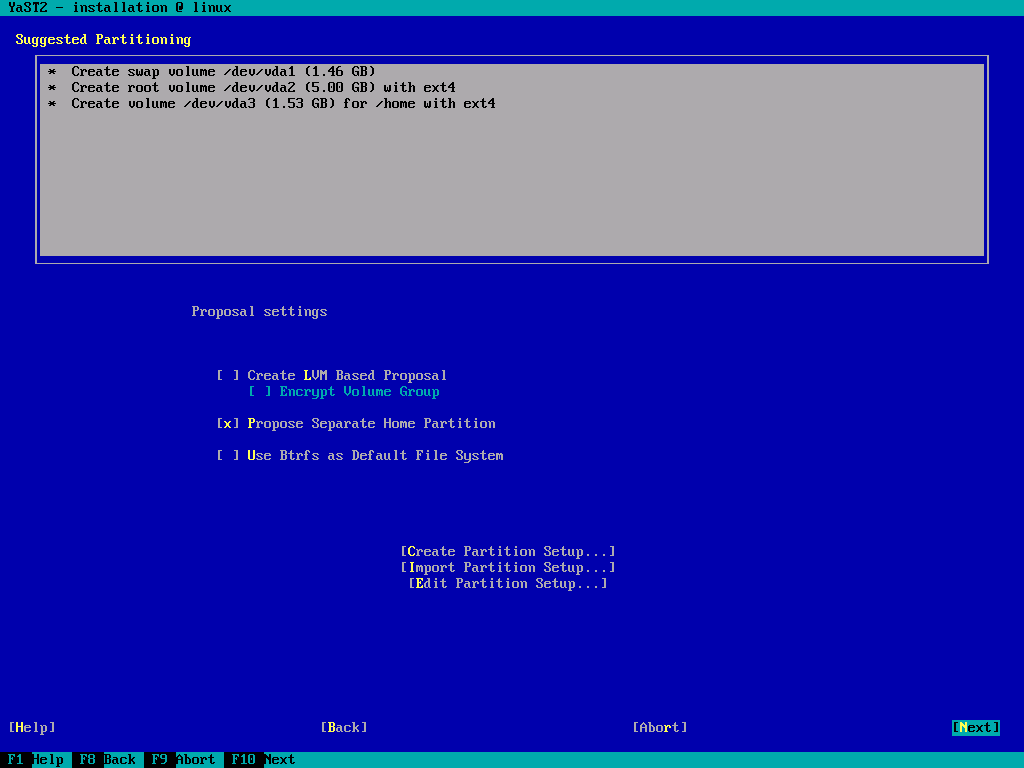 YaST2 - installation @ linux
Suggested Partitioning
* Create swap volume /dev/vda1 (1.46 GB)
* Create root volume /dev/vda2 (5.00 GB) with ext4
* Create volume /dev/vda3 (1.53 GB) for /home with ext4
Proposal settings
[ ] Create LVM Based Proposal
[ ] Encrypt Volume Group
[x] Propose Separate Home Partition
[ ] Use Btrfs as Default File System
[Create Partition Setup...]
[Import Partition Setup...]
[Edit Partition Setup...]
[Help] [Back] [Abort] [Next]
F1 Help F8 Back F9 Abort F10 Next